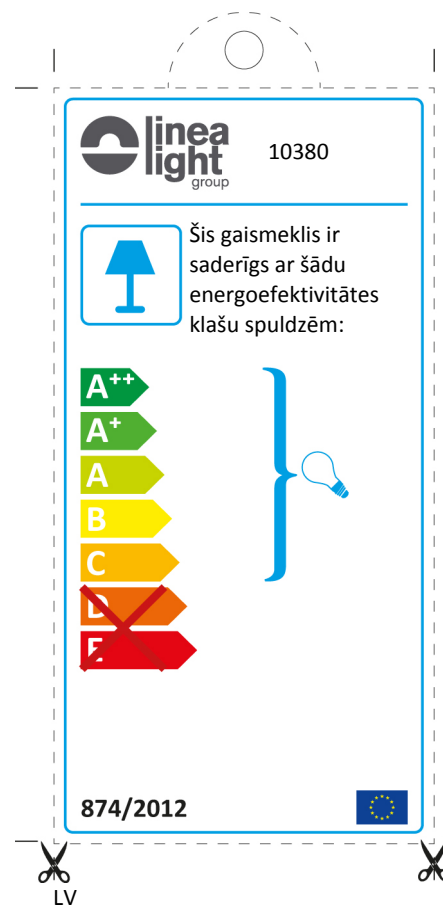 linea
light
group
10380
Šis gaismeklis ir
saderīgs ar šādu
energoefektivitātes
klašu spuldzēm:
A++
A+
A
B
C
D
E
874/2012
LV